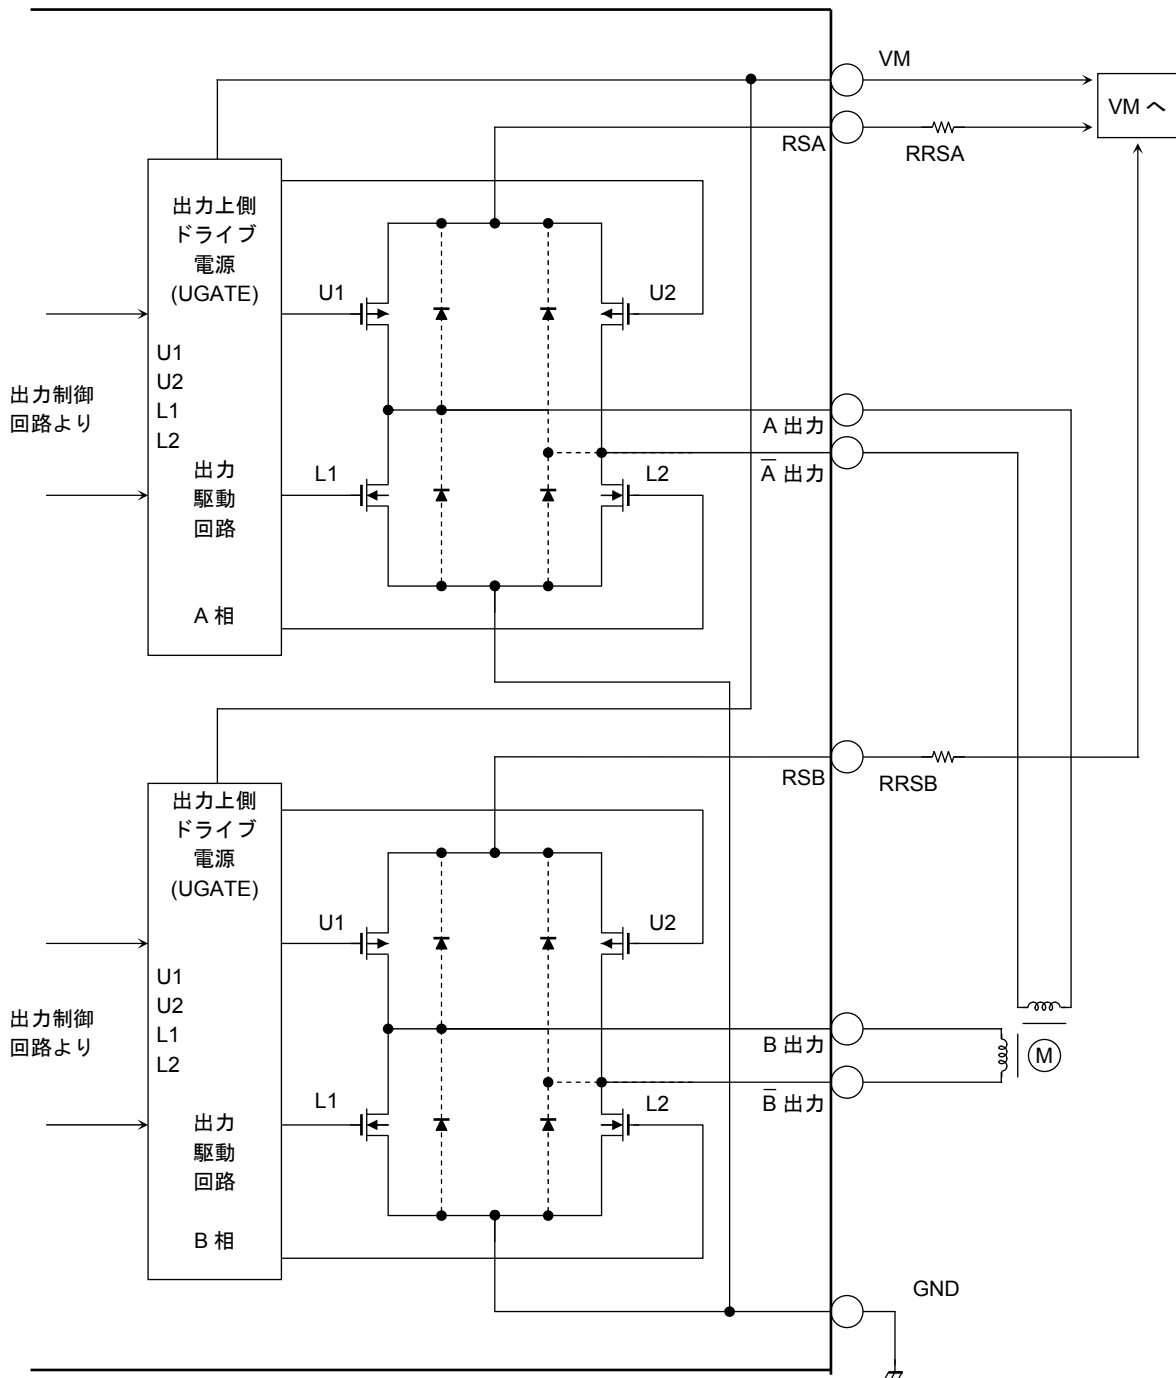 VM
VM へ
RSA
RRSA
出力上側
ドライブ
電源
(UGATE)
U1
U2
U1
U2
L1
L2
出力制御
回路より
A 出力
A̅ 出力
出力
駆動
回路
L1
L2
A 相
RSB
RRSB
出力上側
ドライブ
電源
(UGATE)
U1
U2
U1
U2
L1
L2
出力制御
回路より
B 出力
M
B̅ 出力
出力
駆動
回路
L1
L2
B 相
GND